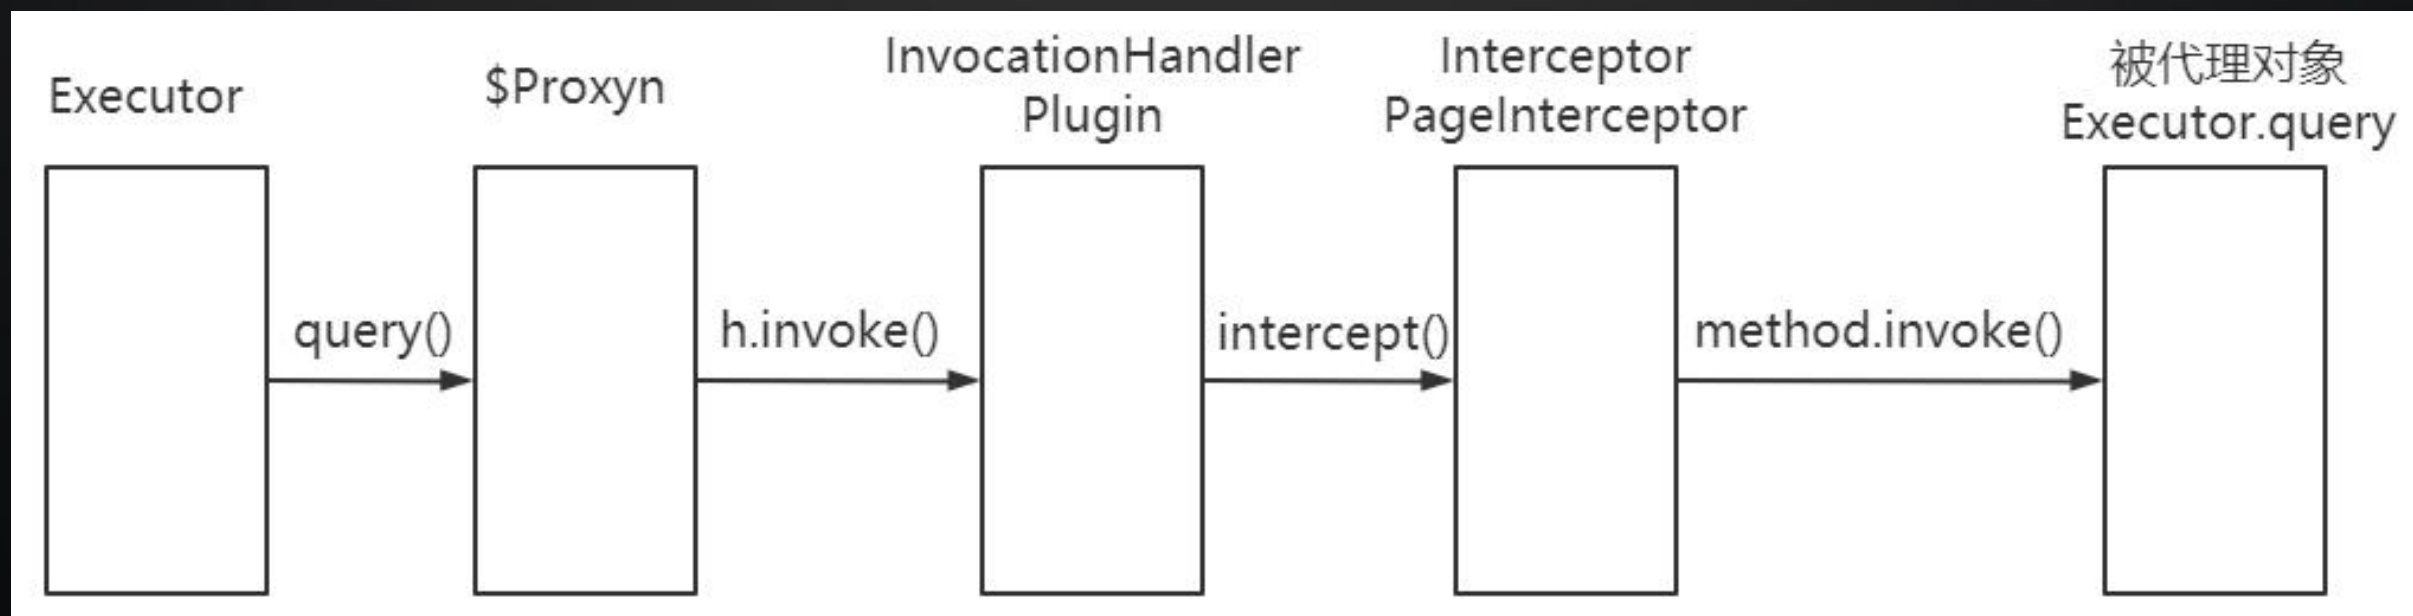 Executor
$Proxyn
InvocationHandler
Plugin
Interceptor
PageInterceptor
被代理对象
Executor.query
query()
h.invoke()
intercept()
method.invoke()